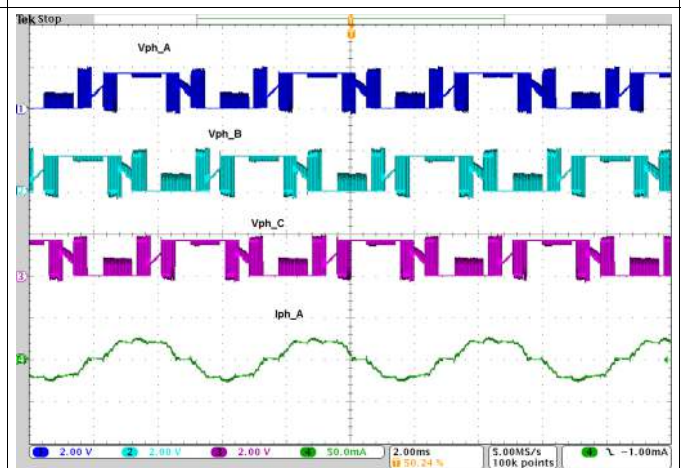 Tek Stop
T
Vph_A
1
Vph_B
2
Vph_C
3
Iph_A
4
1 2.00 V 2 2.00 V 3 2.00 V 4 50.0mA 2.00ms 5.00MS/s 4 -1.00mA
T 50.24 % 100k points